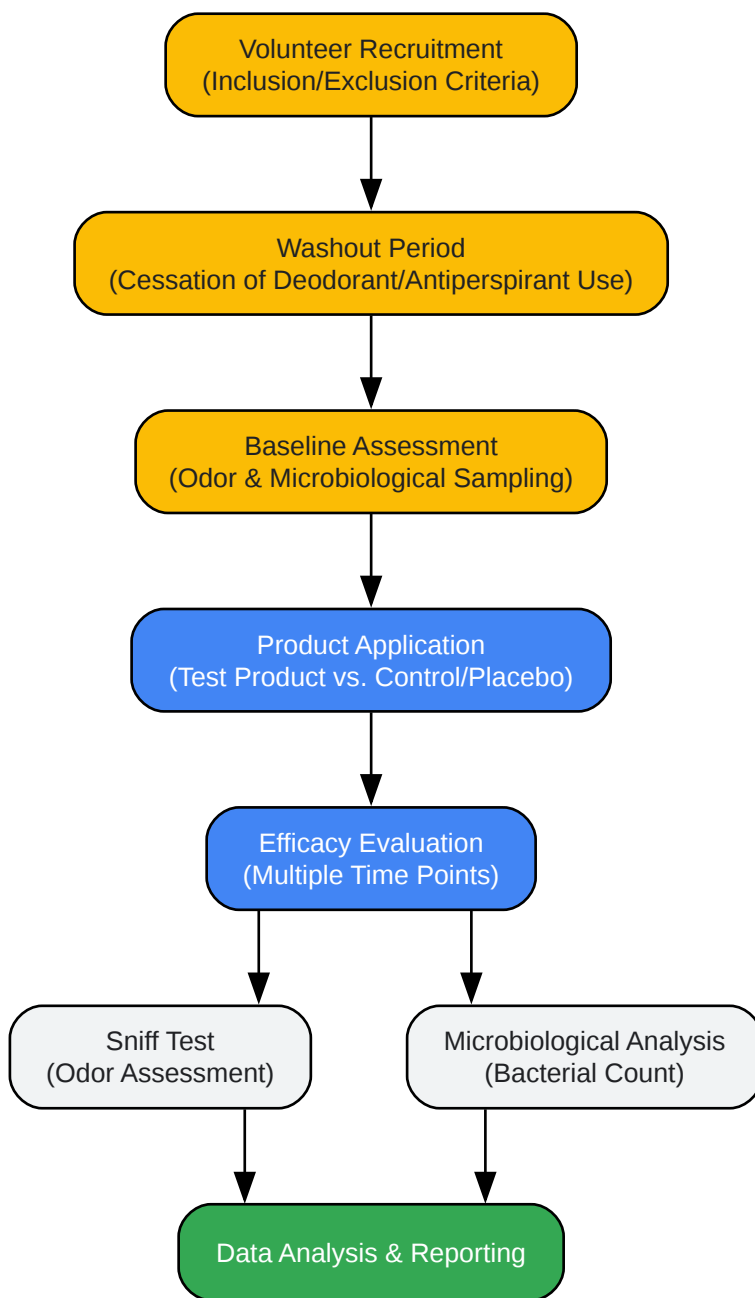 Volunteer Recruitment
(Inclusion/Exclusion Criteria)
Washout Period
(Cessation of Deodorant/Antiperspirant Use)
Baseline Assessment
(Odor & Microbiological Sampling)
Product Application
(Test Product vs. Control/Placebo)
Efficacy Evaluation
(Multiple Time Points)
Sniff Test
(Odor Assessment)
Microbiological Analysis
(Bacterial Count)
Data Analysis & Reporting